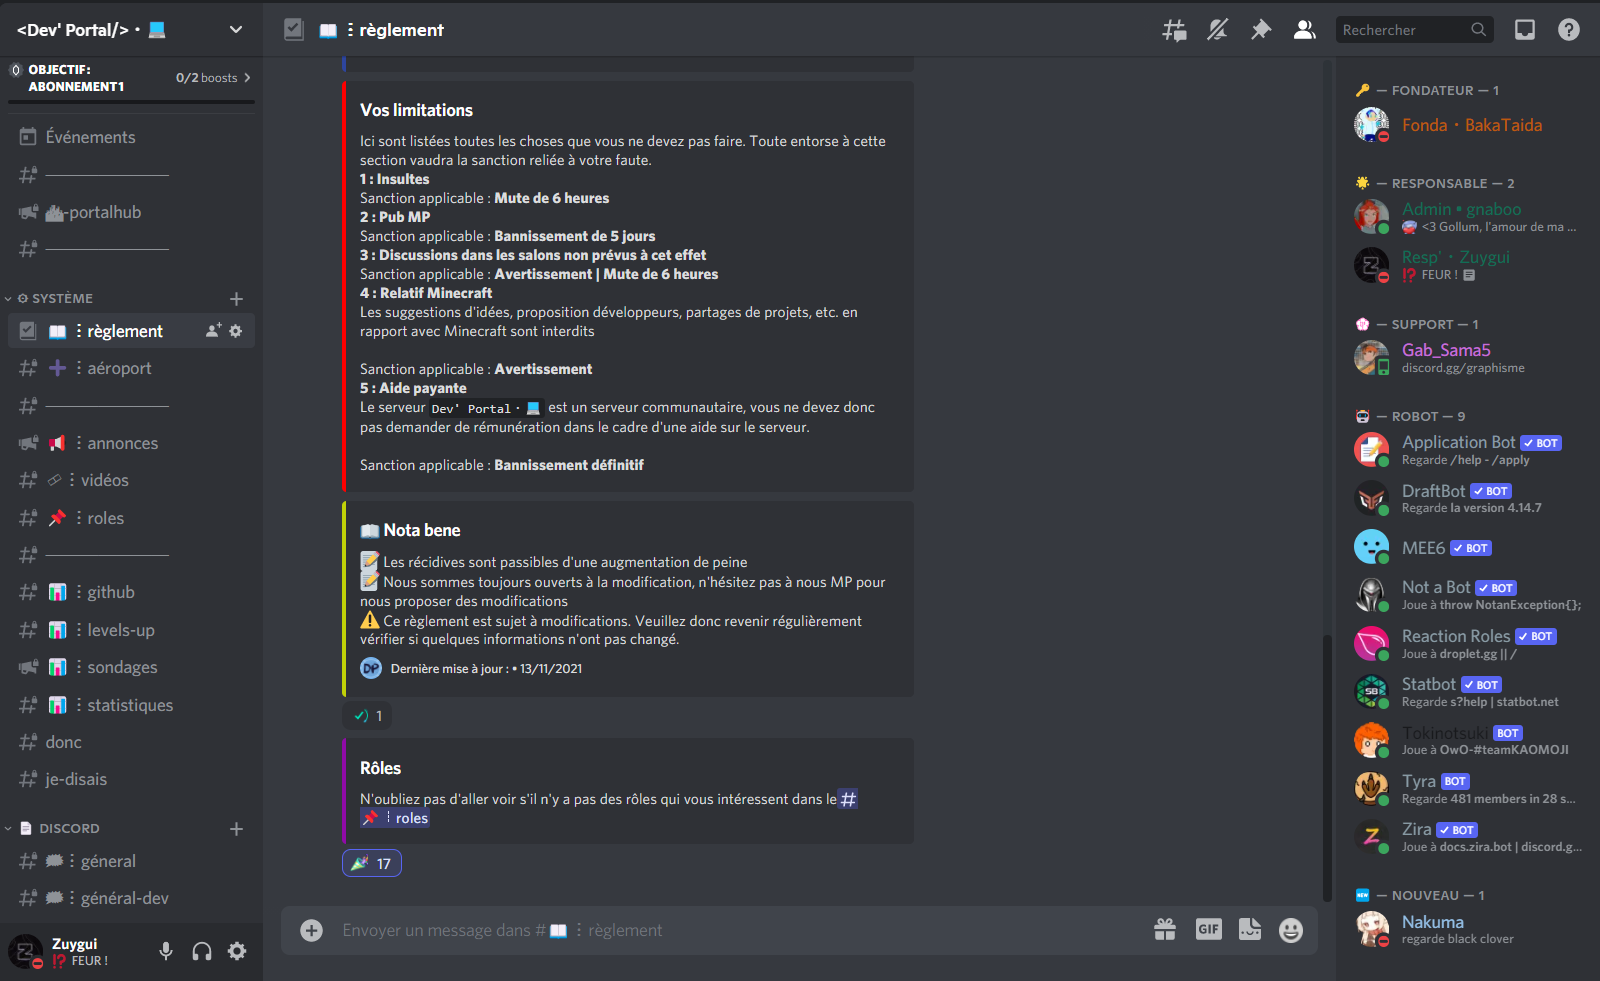 <Dev' Portal/> •
OBJECTIF:
ABONNEMENT1
0/2 boosts
Événements
————————
-portalhub
————————
SYSTÈME
règlement
aéroport
————————
annonces
vidéos
roles
————————
github
levels-up
sondages
statistiques
donc
je-disais
DISCORD
géneral
général-dev
Zuygui
⁉ FEUR !
règlement
Rechercher
Vos limitations
Ici sont listées toutes les choses que vous ne devez pas faire. Toute entorse à cette
section vaudra la sanction reliée à votre faute.
1 : Insultes
Sanction applicable : Mute de 6 heures
2 : Pub MP
Sanction applicable : Bannissement de 5 jours
3 : Discussions dans les salons non prévus à cet effet
Sanction applicable : Avertissement | Mute de 6 heures
4 : Relatif Minecraft
Les suggestions d'idées, proposition développeurs, partages de projets, etc. en
rapport avec Minecraft sont interdits
Sanction applicable : Avertissement
5 : Aide payante
Le serveur Dev' Portal• est un serveur communautaire, vous ne devez donc
pas demander de rémunération dans le cadre d'une aide sur le serveur.
Sanction applicable : Bannissement définitif
Nota bene
Les récidives sont passibles d'une augmentation de peine
Nous sommes toujours ouverts à la modification, n'hésitez pas à nous MP pour
nous proposer des modifications
Ce règlement est sujet à modifications. Veuillez donc revenir régulièrement
vérifier si quelques informations n'ont pas changé.
DP Dernière mise à jour : • 13/11/2021
1
Rôles
N'oubliez pas d'aller voir s'il n'y a pas des rôles qui vous intéressent dans le #
roles
17
Envoyer un message dans # règlement
GIF
— FONDATEUR — 1
Fonda • BakaTaida
— RESPONSABLE — 2
Admin • gnaboo
<3 Gollum, l'amour de ma ...
Resp' • Zuygui
⁉ FEUR !
— SUPPORT — 1
Gab_Sama5
discord.gg/graphisme
— ROBOT — 9
Application Bot ✓ BOT
Regarde /help - /apply
DraftBot ✓ BOT
Regarde la version 4.14.7
MEE6 ✓ BOT
Not a Bot ✓ BOT
Joue à throw NotanException{};
Reaction Roles ✓ BOT
Joue à droplet.gg || /
Statbot ✓ BOT
Regarde s?help | statbot.net
Tokinotsuki BOT
Joue à OwO-#teamKAOMOJI
Tyra BOT
Regarde 481 members in 28 s...
Zira ✓ BOT
Joue à docs.zira.bot | discord.g...
NEW — NOUVEAU — 1
Nakuma
regarde black clover